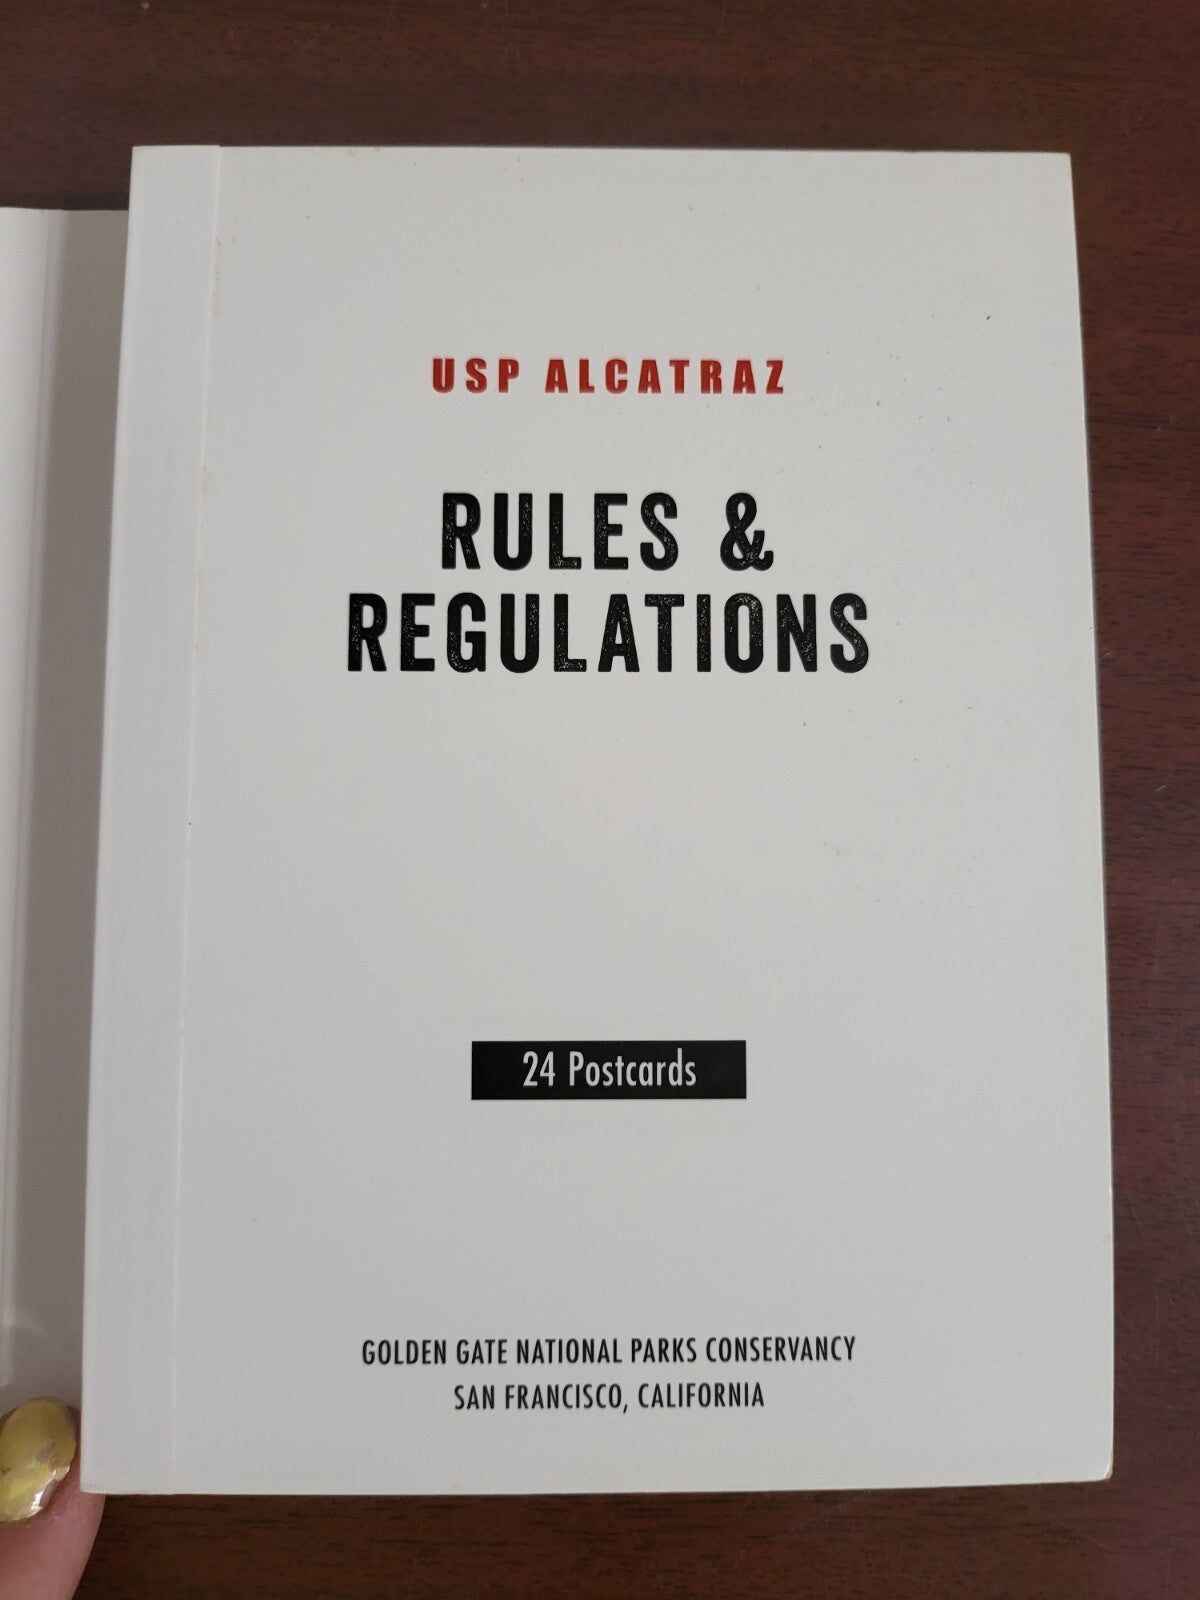 USP ALCATRAZ
RULES &
REGULATIONS
24 Postcards
GOLDEN GATE NATIONAL PARKS CONSERVANCY
SAN FRANCISCO, CALIFORNIA